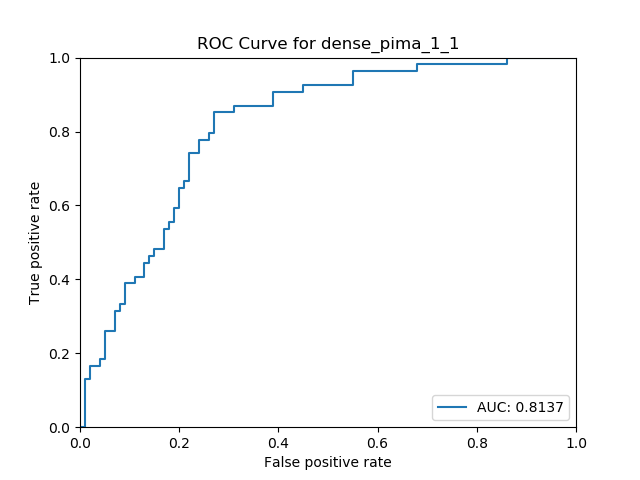 ROC Curve for dense_pima_1_1
1.0
0.8
0.6
0.4
0.2
0.0
True positive rate
AUC: 0.8137
0.0 0.2 0.4 0.6 0.8 1.0
False positive rate